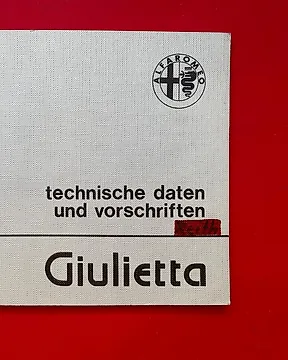 ALFA ROMEO
technische daten
und vorschriften
Giulietta